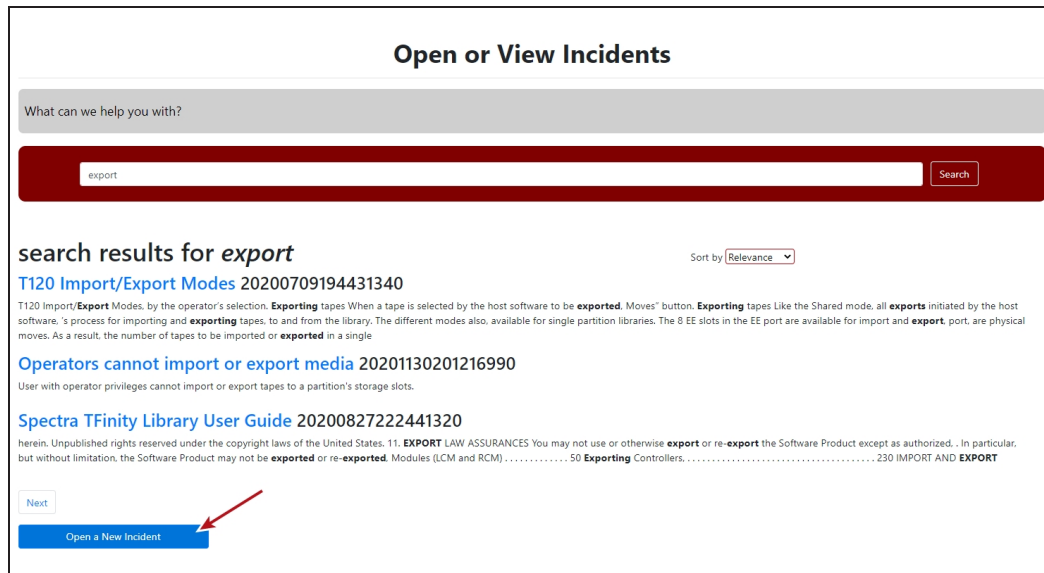 Open or View Incidents
What can we help you with?
export
Search
search results for export
Sort by Relevance
T120 Import/Export Modes 20200709194431340
T120 Import/Export Modes, by the operator's selection. Exporting tapes When a tape is selected by the host software to be exported, Moves" button. Exporting tapes Like the Shared mode, all exports initiated by the host
software, 's process for importing and exporting tapes, to and from the library. The different modes also, available for single partition libraries. The 8 EE slots in the EE port are available for import and export, port, are physical
moves. As a result, the number of tapes to be imported or exported in a single
Operators cannot import or export media 20201130201216990
User with operator privileges cannot import or export tapes to a partition's storage slots.
Spectra TFinity Library User Guide 20200827222441320
herein. Unpublished rights reserved under the copyright laws of the United States. 11. EXPORT LAW ASSURANCES You may not use or otherwise export or re-export the Software Product except as authorized, . In particular,
but without limitation, the Software Product may not be exported or re-exported, Modules (LCM and RCM) . . . . . . . . . . . . . 50 Exporting Controllers, . . . . . . . . . . . . . . . . . . . . . . . . . . . . . . . . . . . . . 230 IMPORT AND EXPORT
Next
Open a New Incident